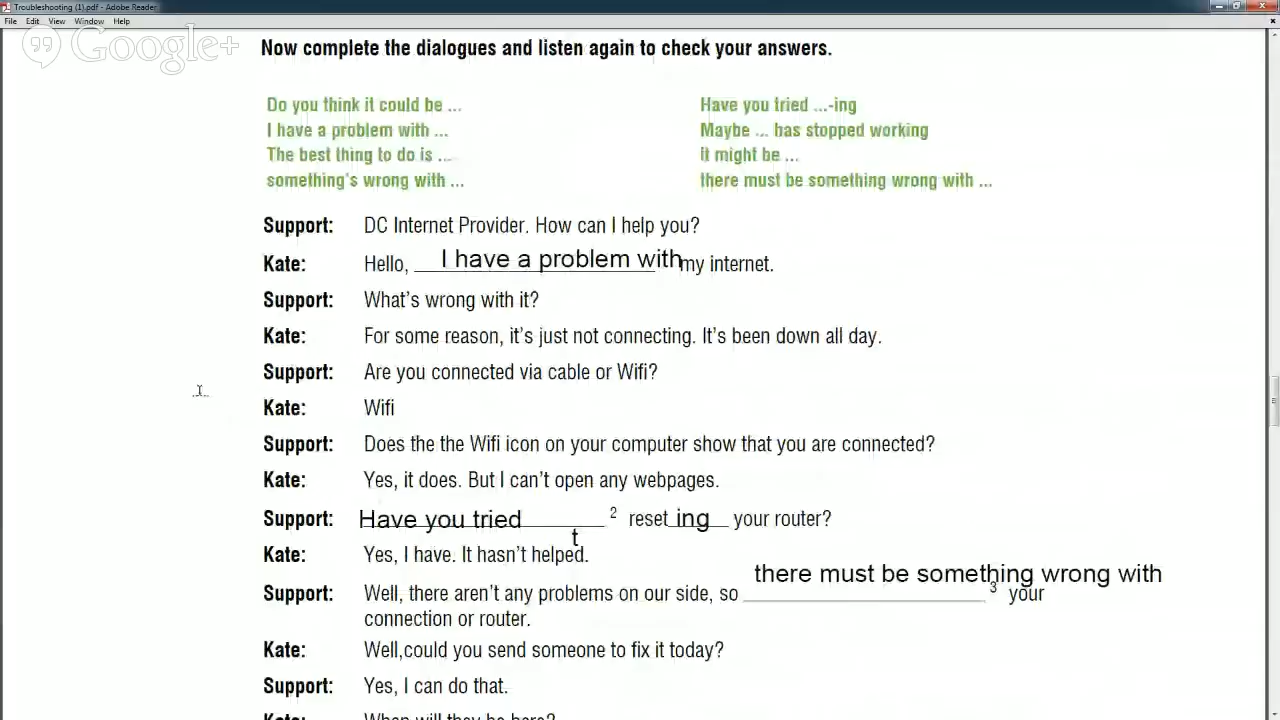 Troubleshooting (1).pdf - Adobe Reader
File Edit View Window Help
Google+
Now complete the dialogues and listen again to check your answers.
Do you think it could be ...
I have a problem with ...
The best thing to do is ...
something's wrong with ...
Have you tried ...-ing
Maybe ... has stopped working
It might be ...
there must be something wrong with ...
Support: DC Internet Provider. How can I help you?
Kate: Hello, I have a problem with my internet.
Support: What's wrong with it?
Kate: For some reason, it's just not connecting. It's been down all day.
Support: Are you connected via cable or Wifi?
Kate: Wifi
Support: Does the the Wifi icon on your computer show that you are connected?
Kate: Yes, it does. But I can't open any webpages.
Support: Have you tried 2 reset ing your router?
t
Kate: Yes, I have. It hasn't helped.
there must be something wrong with
Support: Well, there aren't any problems on our side, so 3 your
connection or router.
Kate: Well,could you send someone to fix it today?
Support: Yes, I can do that.
Kate: When will they be here?